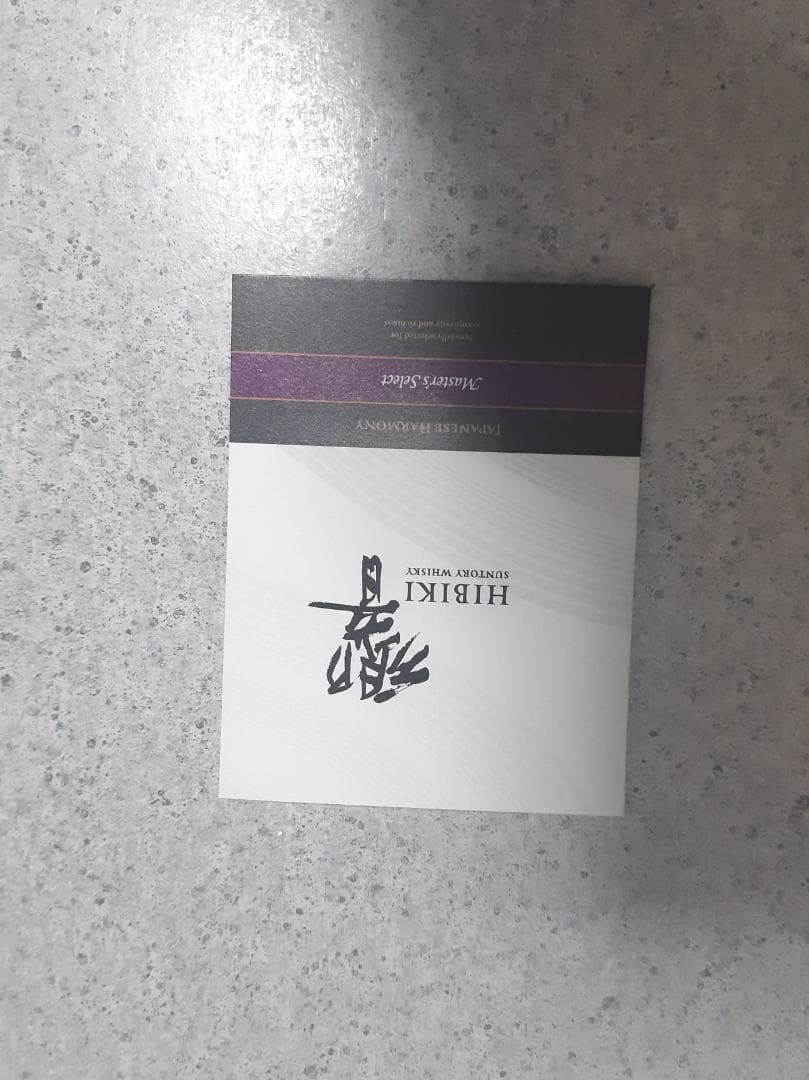 響
HIBIKI
SUNTORY WHISKY
JAPANESE HARMONY
Master's Select
Specially selected for
complexity and richness